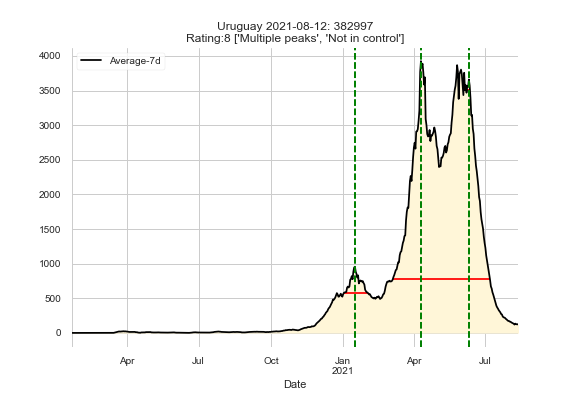 Uruguay 2021-08-12: 382997
Rating:8 ['Multiple peaks', 'Not in control']
Average-7d
4000
3500
3000
2500
2000
1500
1000
500
0
Apr Jul Oct Jan Apr Jul
2021
Date